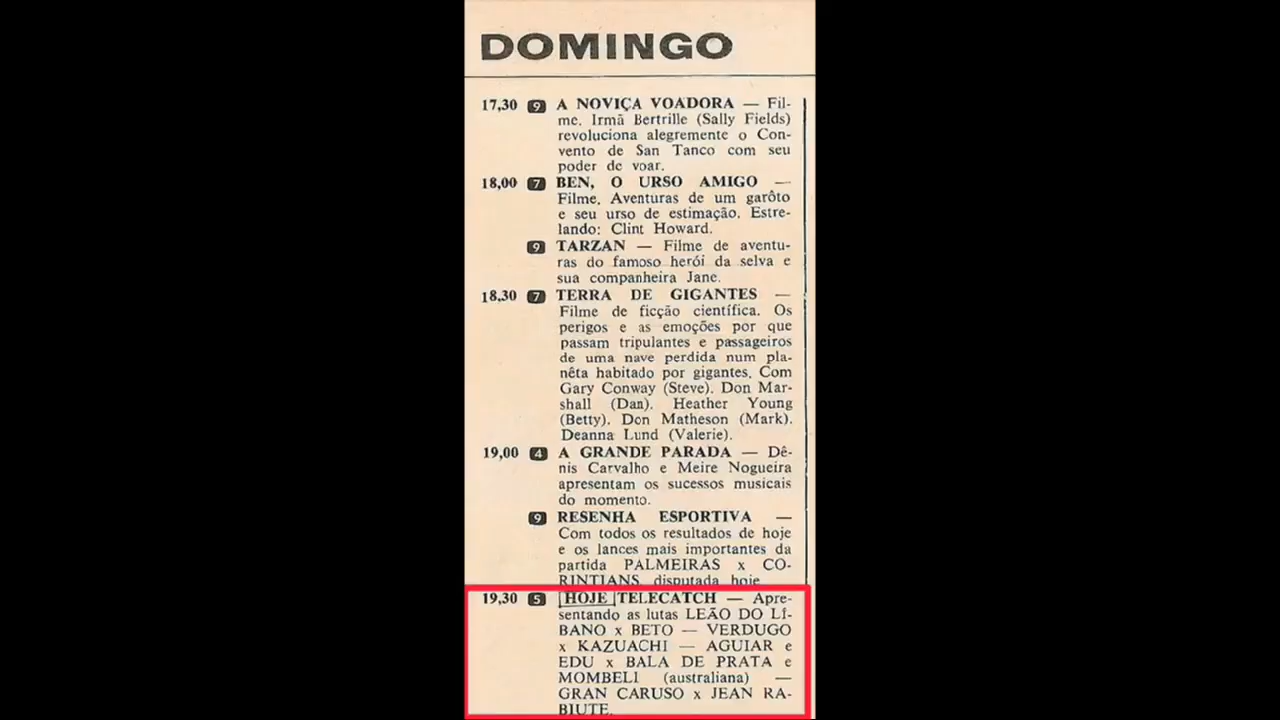 DOMINGO
17,30 9 A NOVIÇA VOADORA — Fil-
me. Irmã Bertrille (Sally Fields)
revoluciona alegremente o Con-
vento de San Tanco com seu
poder de voar.
18,00 7 BEN, O URSO AMIGO —
Filme. Aventuras de um garôto
e seu urso de estimação. Estre-
lando: Clint Howard.
9 TARZAN — Filme de aventu-
ras do famoso herói da selva e
sua companheira Jane.
18,30 7 TERRA DE GIGANTES —
Filme de ficção científica. Os
perigos e as emoções por que
passam tripulantes e passageiros
de uma nave perdida num pla-
nêta habitado por gigantes. Com
Gary Conway (Steve). Don Mar-
shall (Dan). Heather Young
(Betty). Don Matheson (Mark).
Deanna Lund (Valerie).
19,00 4 A GRANDE PARADA — Dê-
nis Carvalho e Meire Nogueira
apresentam os sucessos musicais
do momento.
9 RESENHA ESPORTIVA —
Com todos os resultados de hoje
e os lances mais importantes da
partida PALMEIRAS x CO-
RINTIANS disputada hoje
19,30 5 HOJE TELECATCH — Apre-
sentando as lutas LEÃO DO LÍ-
BANO x BETO — VERDUGO
x KAZUACHI — AGUIAR e
EDU x BALA DE PRATA e
MOMBELI (australiana) —
GRAN CARUSO x JEAN RA-
BIUTE.